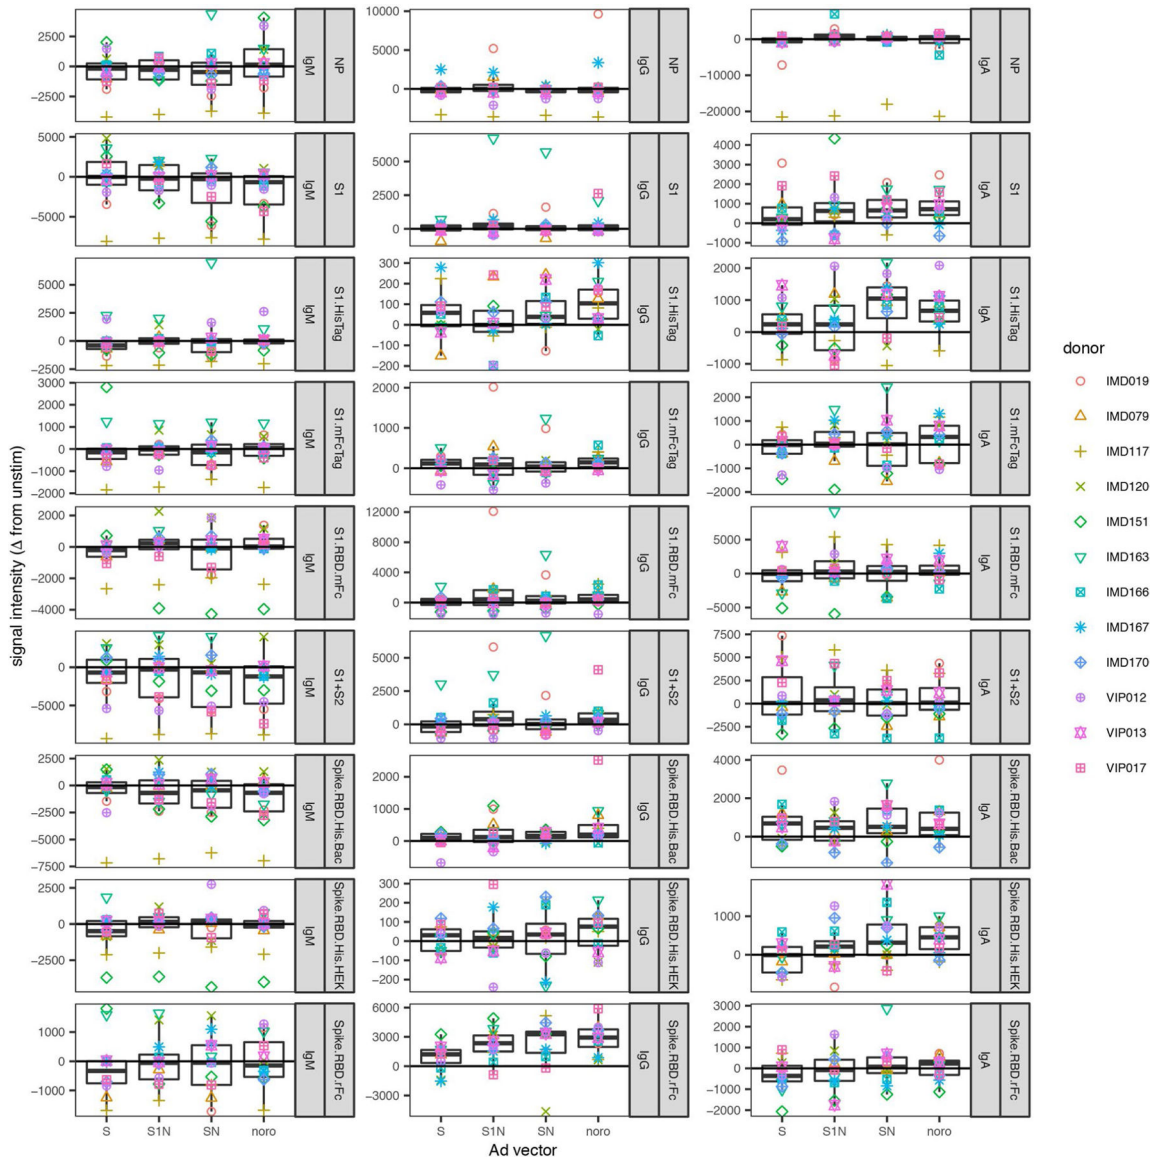 signal intensity (Δ from unstim)
2500
0
−2500
IgM
NP
10000
5000
0
IgG
NP
0
−10000
−20000
IgA
NP
5000
0
−5000
IgM
S1
5000
2500
0
IgG
S1
4000
3000
2000
1000
0
−1000
IgA
S1
5000
2500
0
−2500
IgM
S1.HisTag
300
200
100
0
−100
−200
IgG
S1.HisTag
2000
1000
0
−1000
IgA
S1.HisTag
3000
2000
1000
0
−1000
−2000
IgM
S1.mFcTag
2000
1000
0
IgG
S1.mFcTag
2000
1000
0
−1000
−2000
IgA
S1.mFcTag
2000
0
−2000
−4000
IgM
S1.RBD.mFc
12000
8000
4000
0
IgG
S1.RBD.mFc
5000
0
−5000
IgA
S1.RBD.mFc
0
−5000
IgM
S1+S2
5000
2500
0
IgG
S1+S2
7500
5000
2500
0
−2500
IgA
S1+S2
2500
0
−2500
−5000
−7500
IgM
Spike.RBD.His.Bac
2000
1000
0
IgG
Spike.RBD.His.Bac
4000
2000
0
IgA
Spike.RBD.His.Bac
2500
0
−2500
IgM
Spike.RBD.His.HEK
300
200
100
0
−100
−200
IgG
Spike.RBD.His.HEK
1000
0
IgA
Spike.RBD.His.HEK
1000
0
−1000
IgM
Spike.RBD.rFc
6000
3000
0
−3000
IgG
Spike.RBD.rFc
3000
2000
1000
0
−1000
−2000
IgA
Spike.RBD.rFc
S S1N SN noro
S S1N SN noro
S S1N SN noro
Ad vector
donor
IMD019
IMD079
IMD117
IMD120
IMD151
IMD163
IMD166
IMD167
IMD170
VIP012
VIP013
VIP017